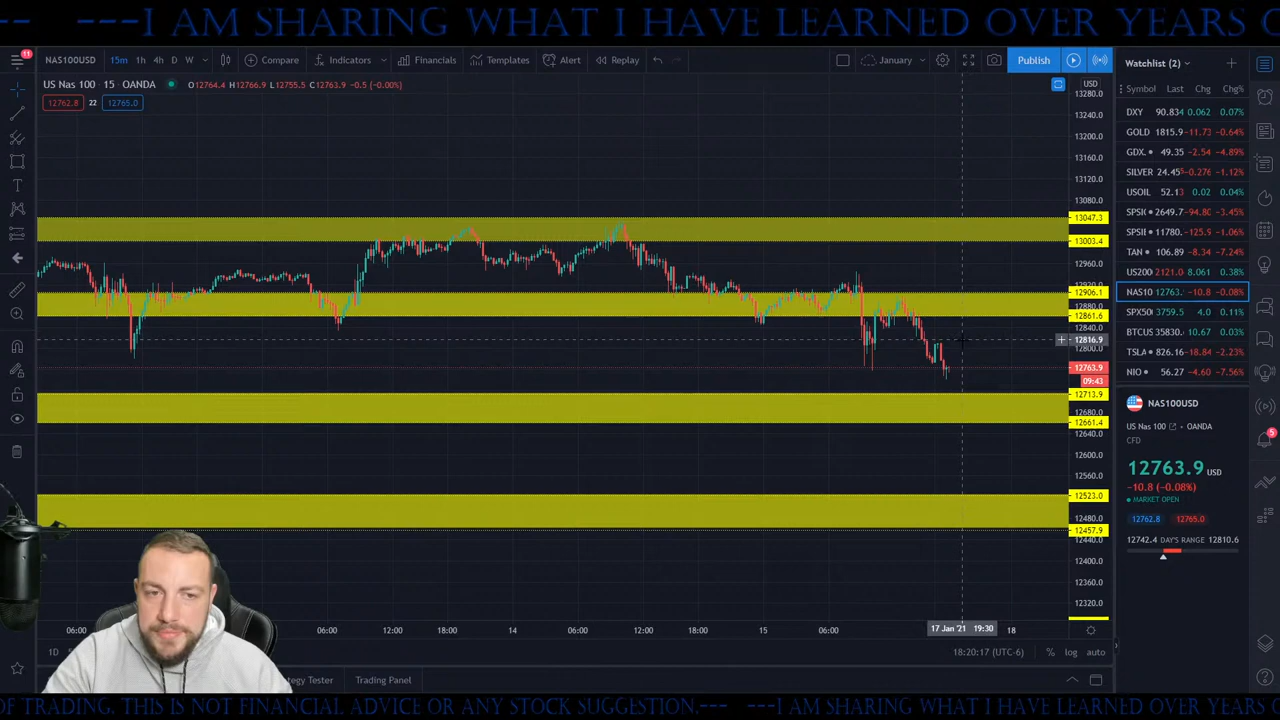 -- ---I AM SHARING WHAT I HAVE LEARNED OVER YEARS O
11
NAS100USD 15m 1h 4h D W Compare Indicators Financials Templates Alert Replay January Publish
US Nas 100 · 15 · OANDA O12764.4 H12766.9 L12755.5 C12763.9 -0.5 (-0.00%)
12762.8 22 12765.0
USD
13280.0
13240.0
13200.0
13160.0
13120.0
13080.0
13047.3
13003.4
12960.0
12906.1
12880.0
12861.6
12840.0
12816.9
12800.0
12763.9
09:43
12713.9
12680.0
12661.4
12640.0
12600.0
12560.0
12523.0
12480.0
12457.9
12440.0
12400.0
12360.0
12320.0
06:00 06:00 12:00 18:00 14 06:00 12:00 18:00 15 06:00 17 Jan '21 19:30 18
1D 18:20:17 (UTC-6) % log auto
tegy Tester Trading Panel
Watchlist (2)
Symbol Last Chg Chg%
DXY 90.834 0.062 0.07%
GOLD 1815.9 -11.73 -0.64%
GDX. 49.35 -2.54 -4.89%
SILVER 24.45 -0.276 -1.12%
USOIL 52.13 0.02 0.04%
SPSI 2649.7 -94.80 -3.45%
SPSI 11780. -125.9 -1.06%
TAN 106.89 -8.34 -7.24%
US200 2121.0 8.061 0.38%
NAS10 12763. -10.8 -0.08%
SPX50 3759.5 4.0 0.11%
BTCUS 35830. 10.67 0.03%
TSLA 826.16 -18.84 -2.23%
NIO 56.27 -4.60 -7.56%
NAS100USD
US Nas 100 · OANDA
CFD
12763.9 USD
−10.8 (−0.08%)
MARKET OPEN
12762.8 12765.0
12742.4 DAY'S RANGE 12810.6
5
OF TRADING. THIS IS NOT FINANCIAL ADVICE OR ANY STOCK SUGGESTION.--- ---I AM SHARING WHAT I HAVE LEARNED OVER YEARS O